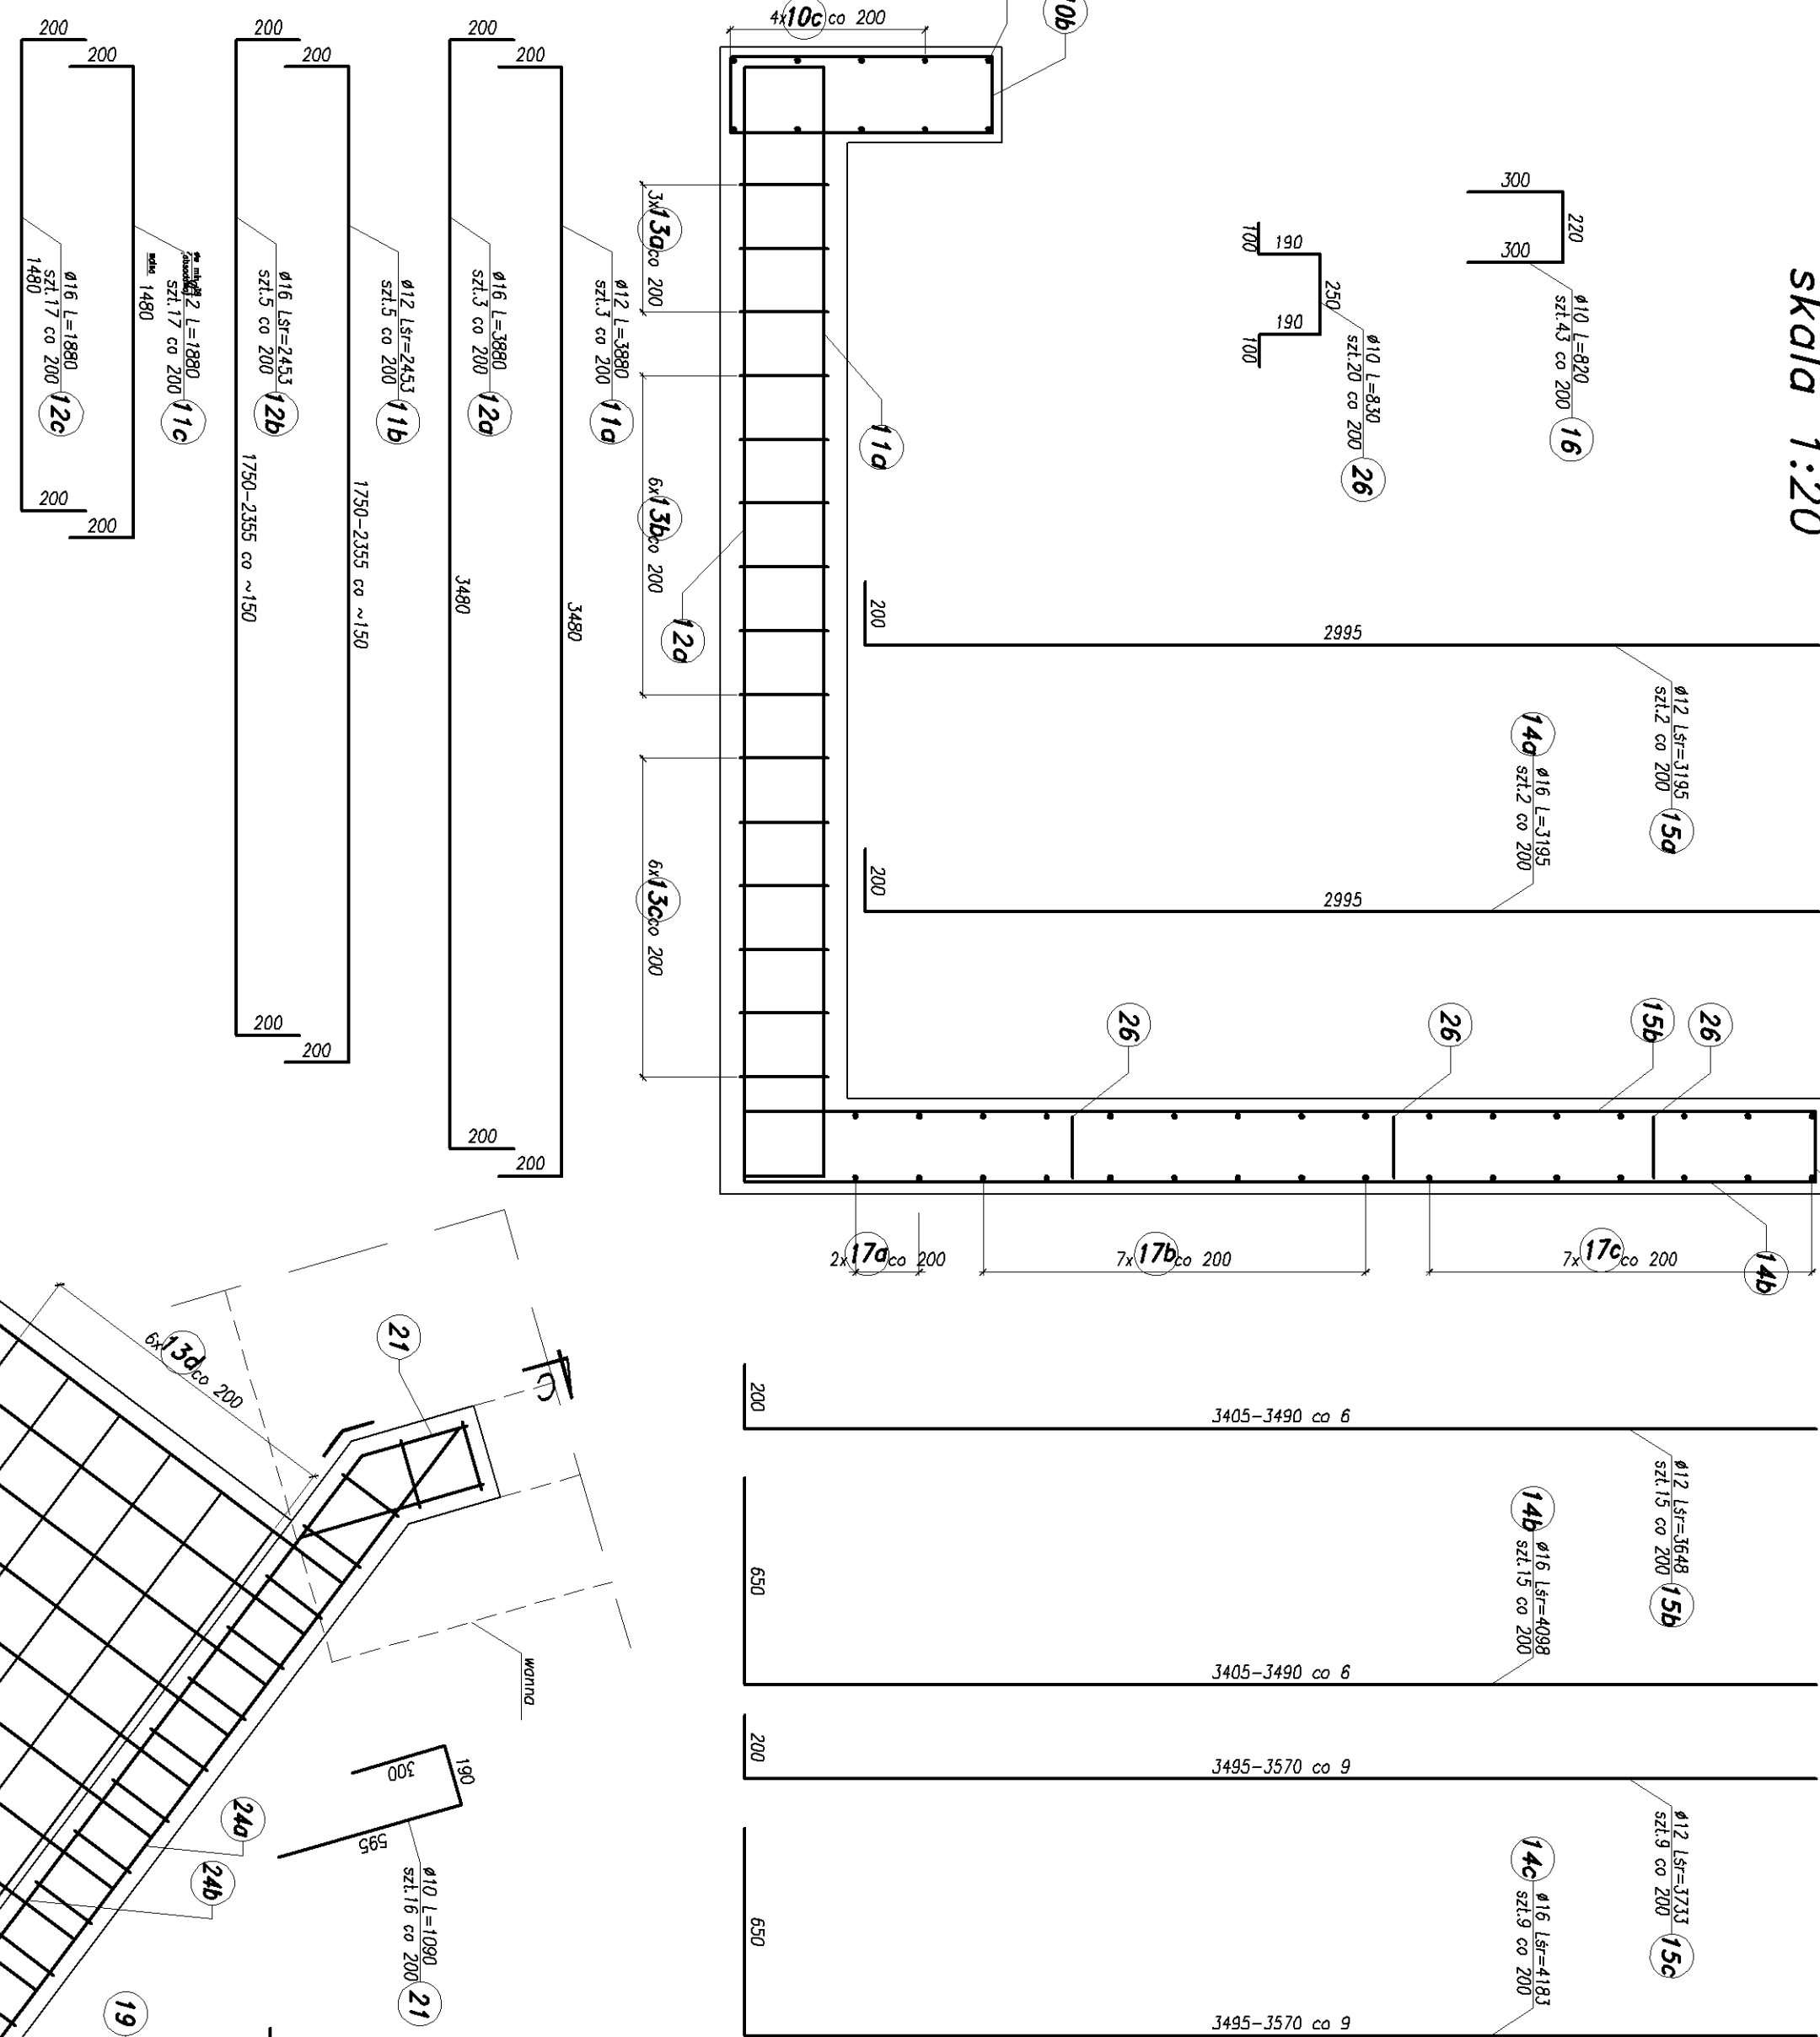 skala 1:20
4x 10c co 200
10b
300
220
300
ø10 L=820
szt.43 co 200
16
100
190
250
190
100
ø10 L=830
szt.20 co 200
26
200
200
200
200
200
200
3x 13a co 200
6x 13b co 200
6x 13c co 200
11a
12a
ø12 L=3880
szt.3 co 200
11a
3480
200
ø16 L=3880
szt.3 co 200
12a
3480
200
ø12 Lśr=2453
szt.5 co 200
11b
1750-2355 co ~150
200
ø16 Lśr=2453
szt.5 co 200
12b
1750-2355 co ~150
200
L=1880
szt.17 co 200
11c
1480
200
ø16 L=1880
szt.17 co 200
12c
1480
200
200
2995
ø12 Lśr=3195
szt.2 co 200
15a
200
2995
14a
ø16 L=3195
szt.2 co 200
26
26
15b
26
2x 17a co 200
7x 17b co 200
7x 17c co 200
14b
200
3405-3490 co 6
ø12 Lśr=3648
szt.15 co 200
15b
650
3405-3490 co 6
14b
ø16 Lśr=4098
szt.15 co 200
200
3495-3570 co 9
ø12 Lśr=3733
szt.9 co 200
15c
650
3495-3570 co 9
14c
ø16 Lśr=4183
szt.9 co 200
6x 13d co 200
21
C
wanna
300
190
595
ø10 L=1090
szt.16 co 200
21
24a
24b
19